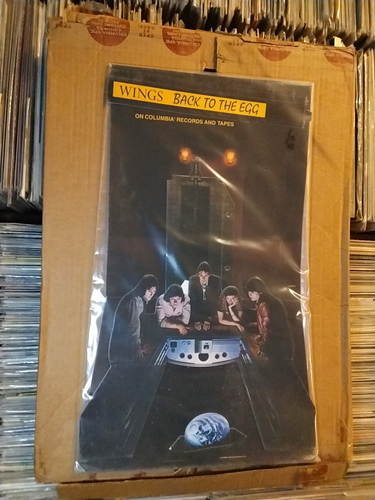 WINGS BACK TO THE EGG
ON COLUMBIA RECORDS AND TAPES